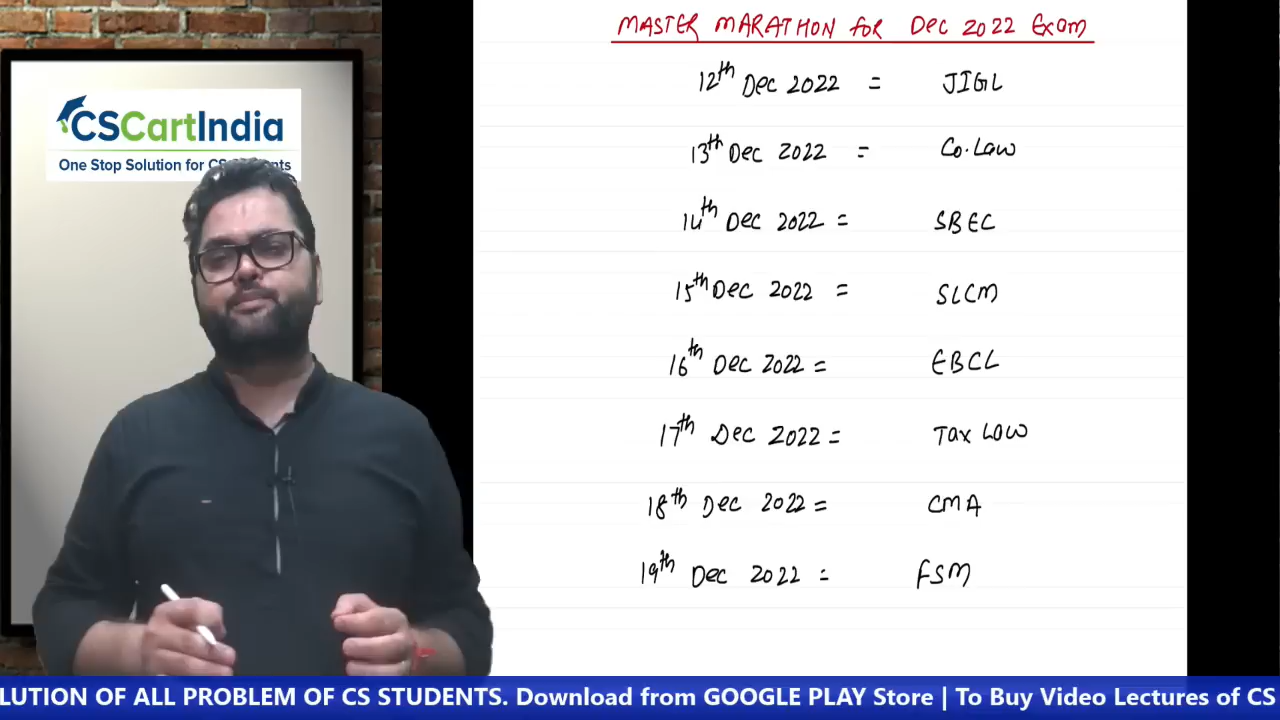 CSCartIndia
One Stop Solution for CS Students
MASTER MARATHON for DEC 2022 Exam
12th Dec 2022 = JIGL
13th Dec 2022 = Co. Law
14th Dec 2022 = SBEC
15th Dec 2022 = SLCM
16th Dec 2022 = EBCL
17th Dec 2022 = Tax Law
18th Dec 2022 = CMA
19th Dec 2022 = FSM
LUTION OF ALL PROBLEM OF CS STUDENTS. Download from GOOGLE PLAY Store | To Buy Video Lectures of CS